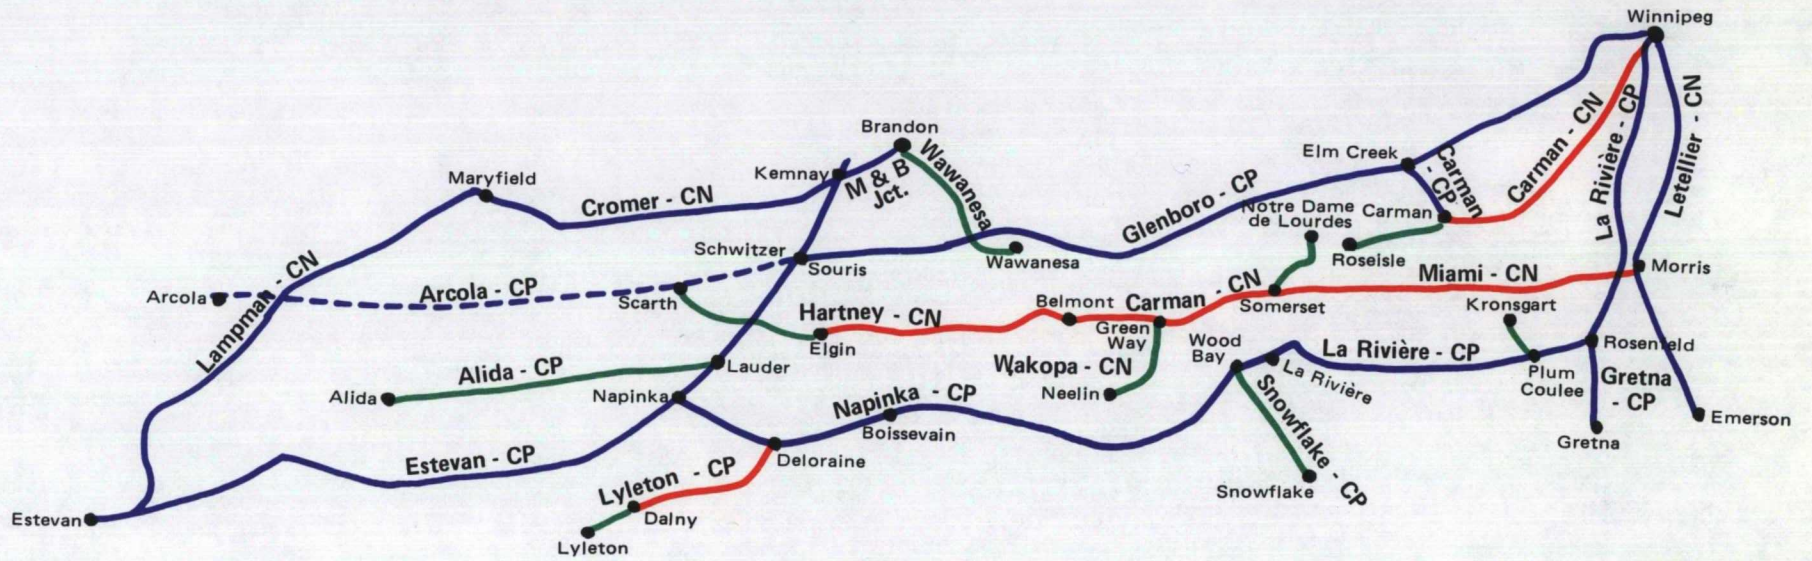 Winnipeg
Brandon
Elm Creek
Kemnay
M & B
Jct.
Wawanesa
Carman
- CP
Carman - CN
La Rivière - CP
Letellier - CN
Maryfield
Cromer - CN
Glenboro - CP
Notre Dame
de Lourdes
Carman
Schwitzer
Souris
Wawanesa
Roseisle
Morris
Lampman - CN
Arcola
Arcola - CP
Scarth
Hartney - CN
Elgin
Belmont
Carman - CN
Green
Way
Somerset
Miami - CN
Kronsgart
Wood
Bay
La Rivière
La Rivière - CP
Rosenfeld
Plum
Coulee
Gretna
- CP
Alida - CP
Lauder
Alida
Napinka
Napinka - CP
Boissevain
Wakopa - CN
Neelin
Snowflake - CP
Snowflake
Gretna
Emerson
Estevan - CP
Deloraine
Lyleton - CP
Dalny
Estevan
Lyleton